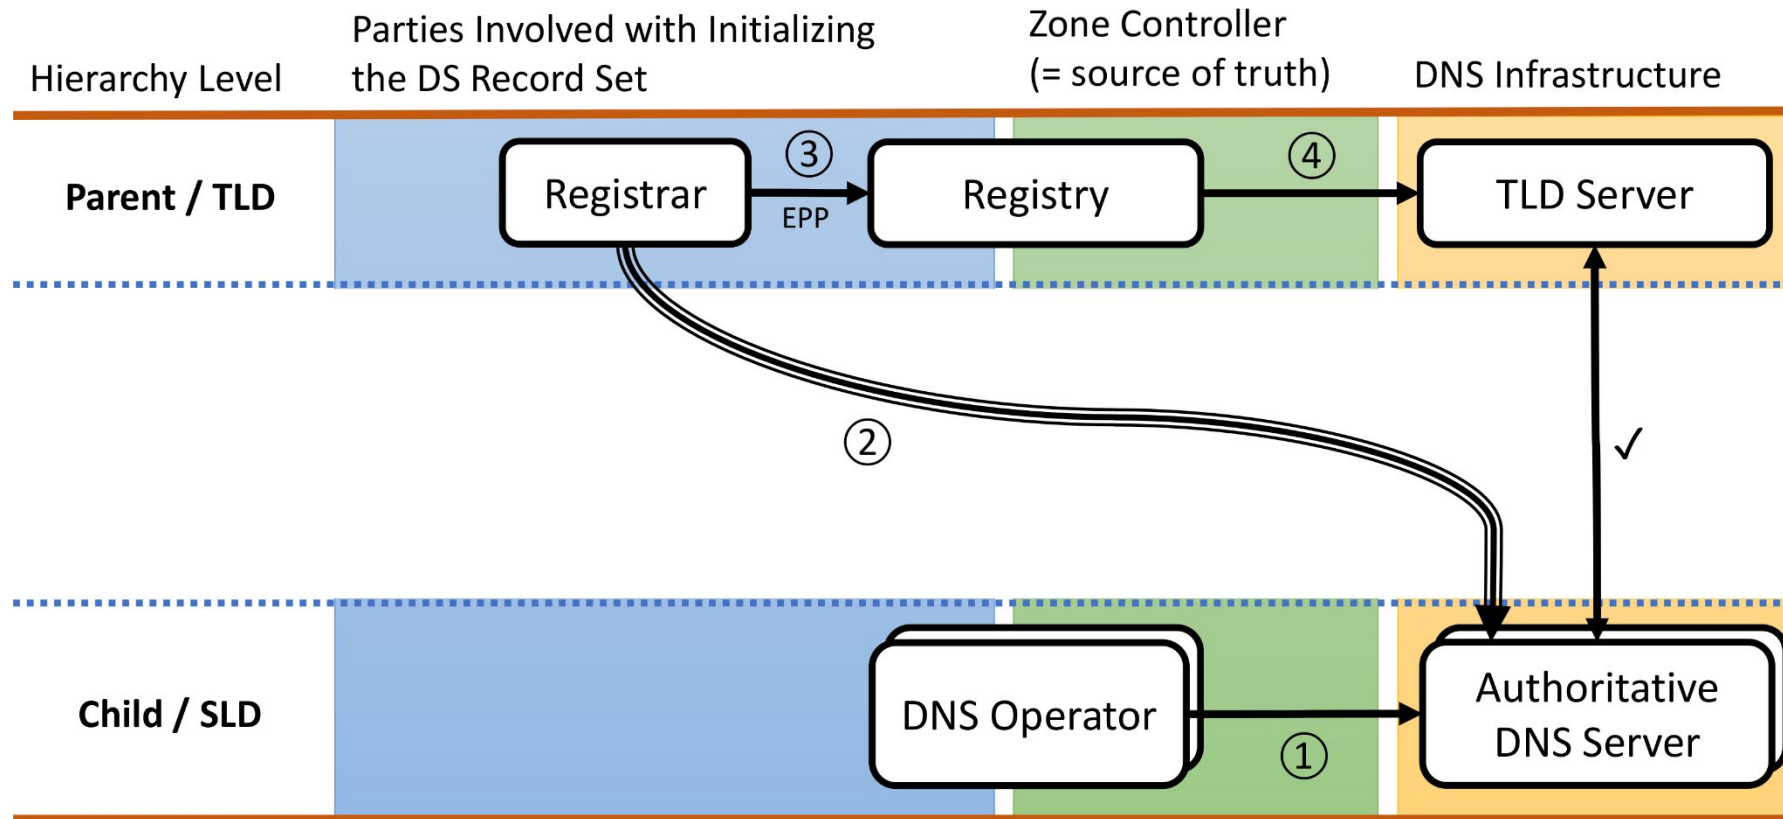 Hierarchy Level
Parties Involved with Initializing
the DS Record Set
Zone Controller
(= source of truth)
DNS Infrastructure
Parent / TLD
Registrar
③
EPP
Registry
④
TLD Server
②
✓
Child / SLD
DNS Operator
①
Authoritative
DNS Server